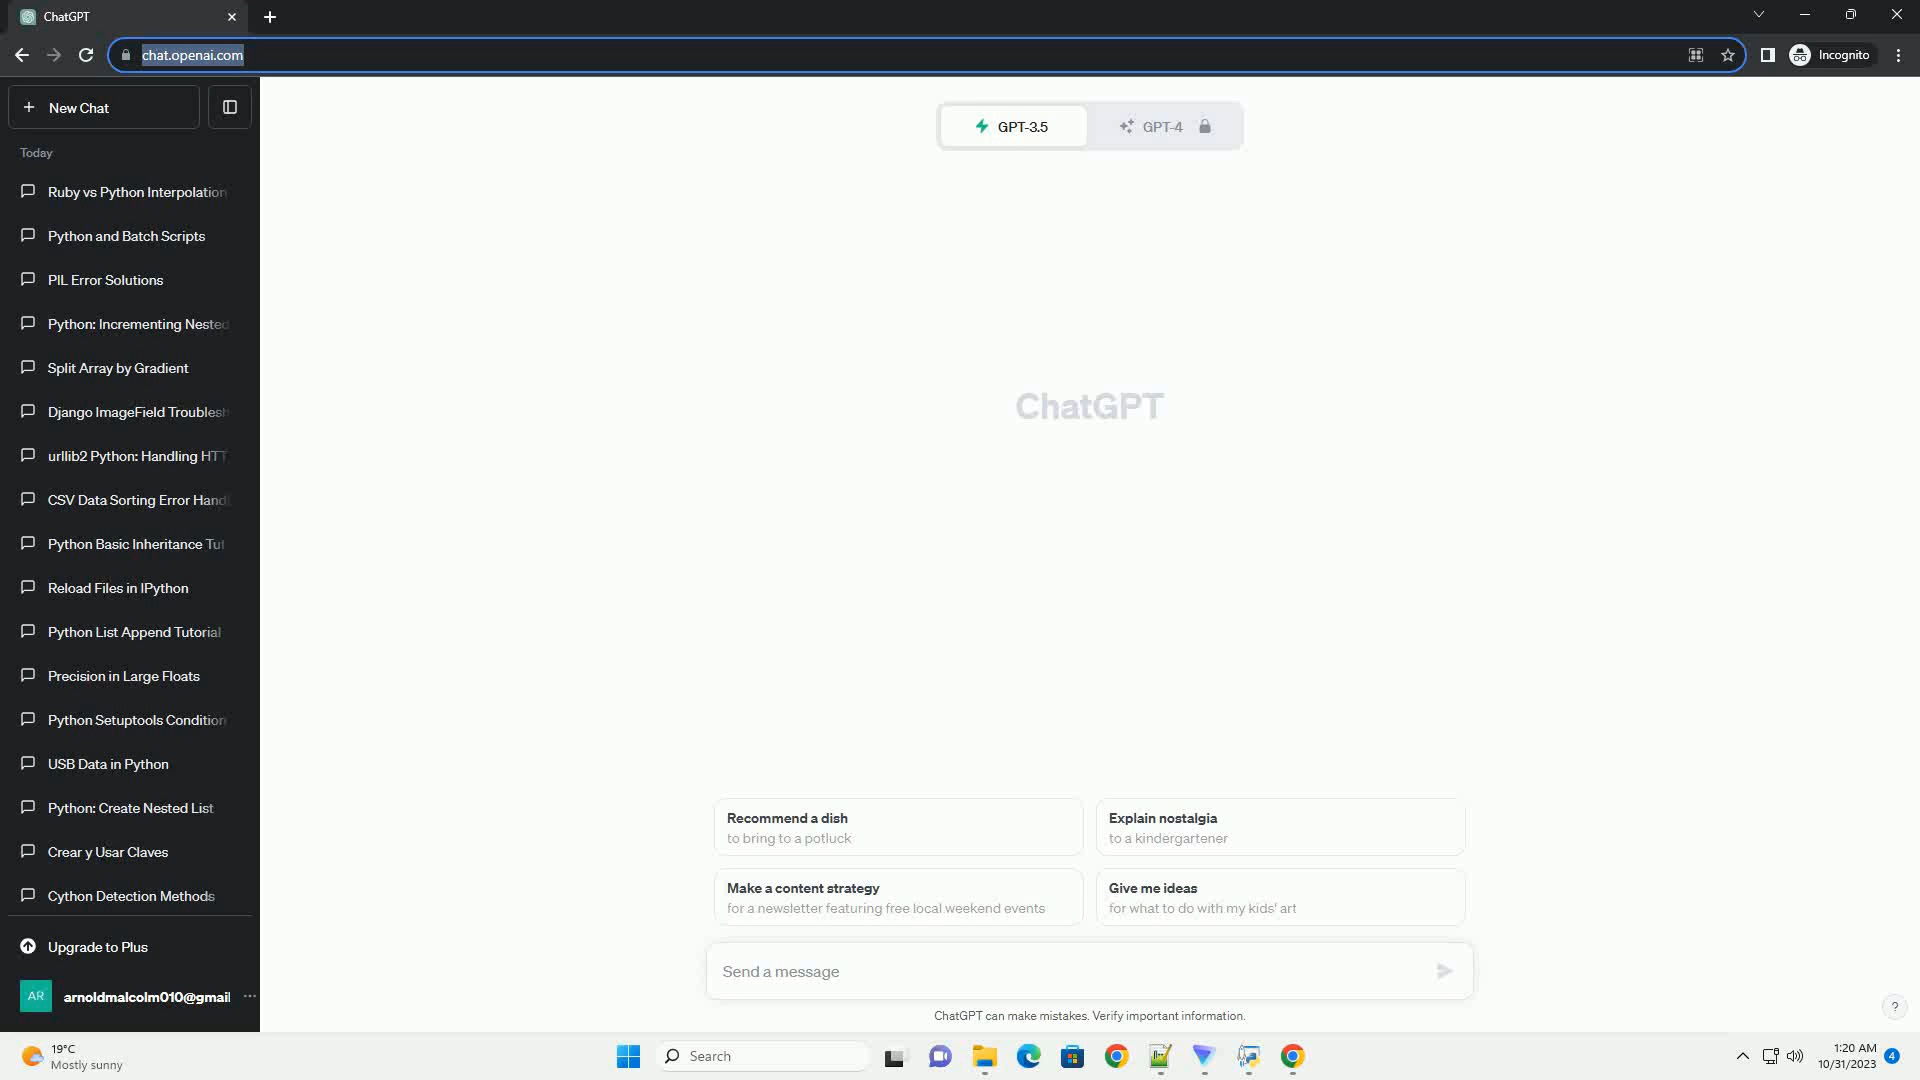 ChatGPT
chat.openai.com
Incognito
New Chat
Today
Ruby vs Python Interpolation
Python and Batch Scripts
PIL Error Solutions
Python: Incrementing Nested
Split Array by Gradient
Django ImageField Troublesh
urllib2 Python: Handling HTT
CSV Data Sorting Error Hand
Python Basic Inheritance Tut
Reload Files in IPython
Python List Append Tutorial
Precision in Large Floats
Python Setuptools Condition
USB Data in Python
Python: Create Nested List
Crear y Usar Claves
Cython Detection Methods
Upgrade to Plus
AR arnoldmalcolm010@gmail
GPT-3.5
GPT-4
ChatGPT
Recommend a dish
to bring to a potluck
Explain nostalgia
to a kindergartener
Make a content strategy
for a newsletter featuring free local weekend events
Give me ideas
for what to do with my kids' art
Send a message
ChatGPT can make mistakes. Verify important information.
?
19°C
Mostly sunny
Search
1:20 AM
10/31/2023
4